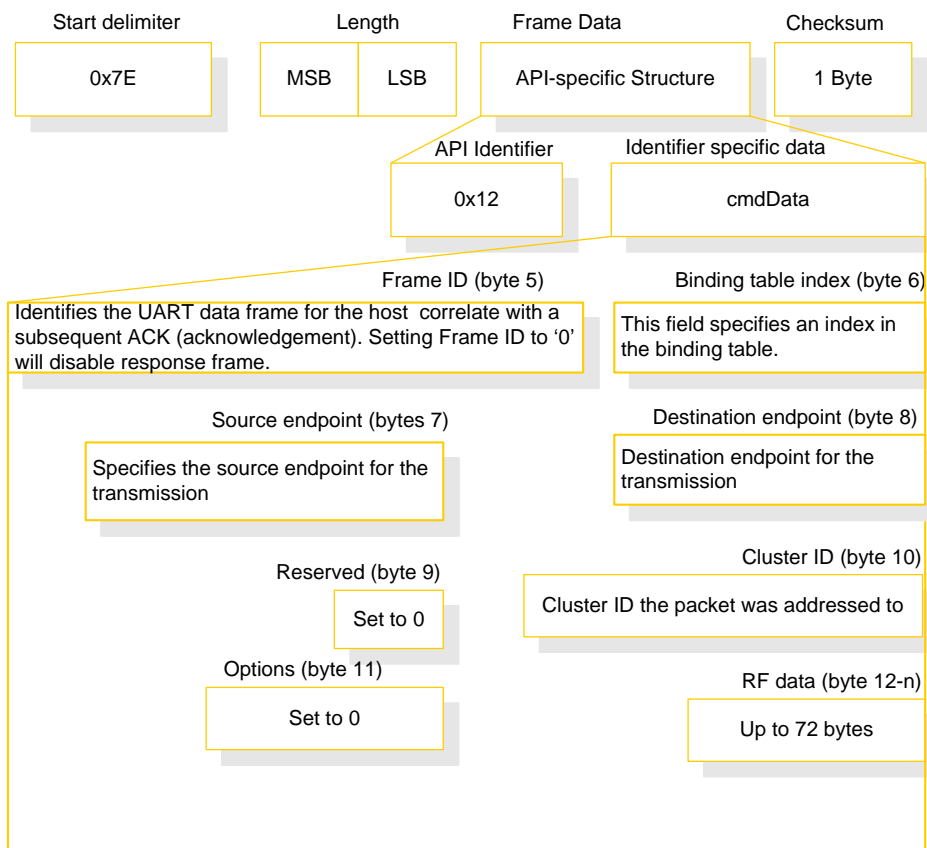 Start delimiter
Length
Frame Data
Checksum
0x7E
MSB
LSB
API-specific Structure
1 Byte
API Identifier
Identifier specific data
0x12
cmdData
Frame ID (byte 5)
Binding table index (byte 6)
Identifies the UART data frame for the host  correlate with a
subsequent ACK (acknowledgement). Setting Frame ID to ‘0’
will disable response frame.
This field specifies an index in
the binding table.
Source endpoint (bytes 7)
Destination endpoint (byte 8)
Specifies the source endpoint for the
transmission
Destination endpoint for the
transmission
Reserved (byte 9)
Cluster ID (byte 10)
Set to 0
Cluster ID the packet was addressed to
Options (byte 11)
RF data (byte 12-n)
Set to 0
Up to 72 bytes